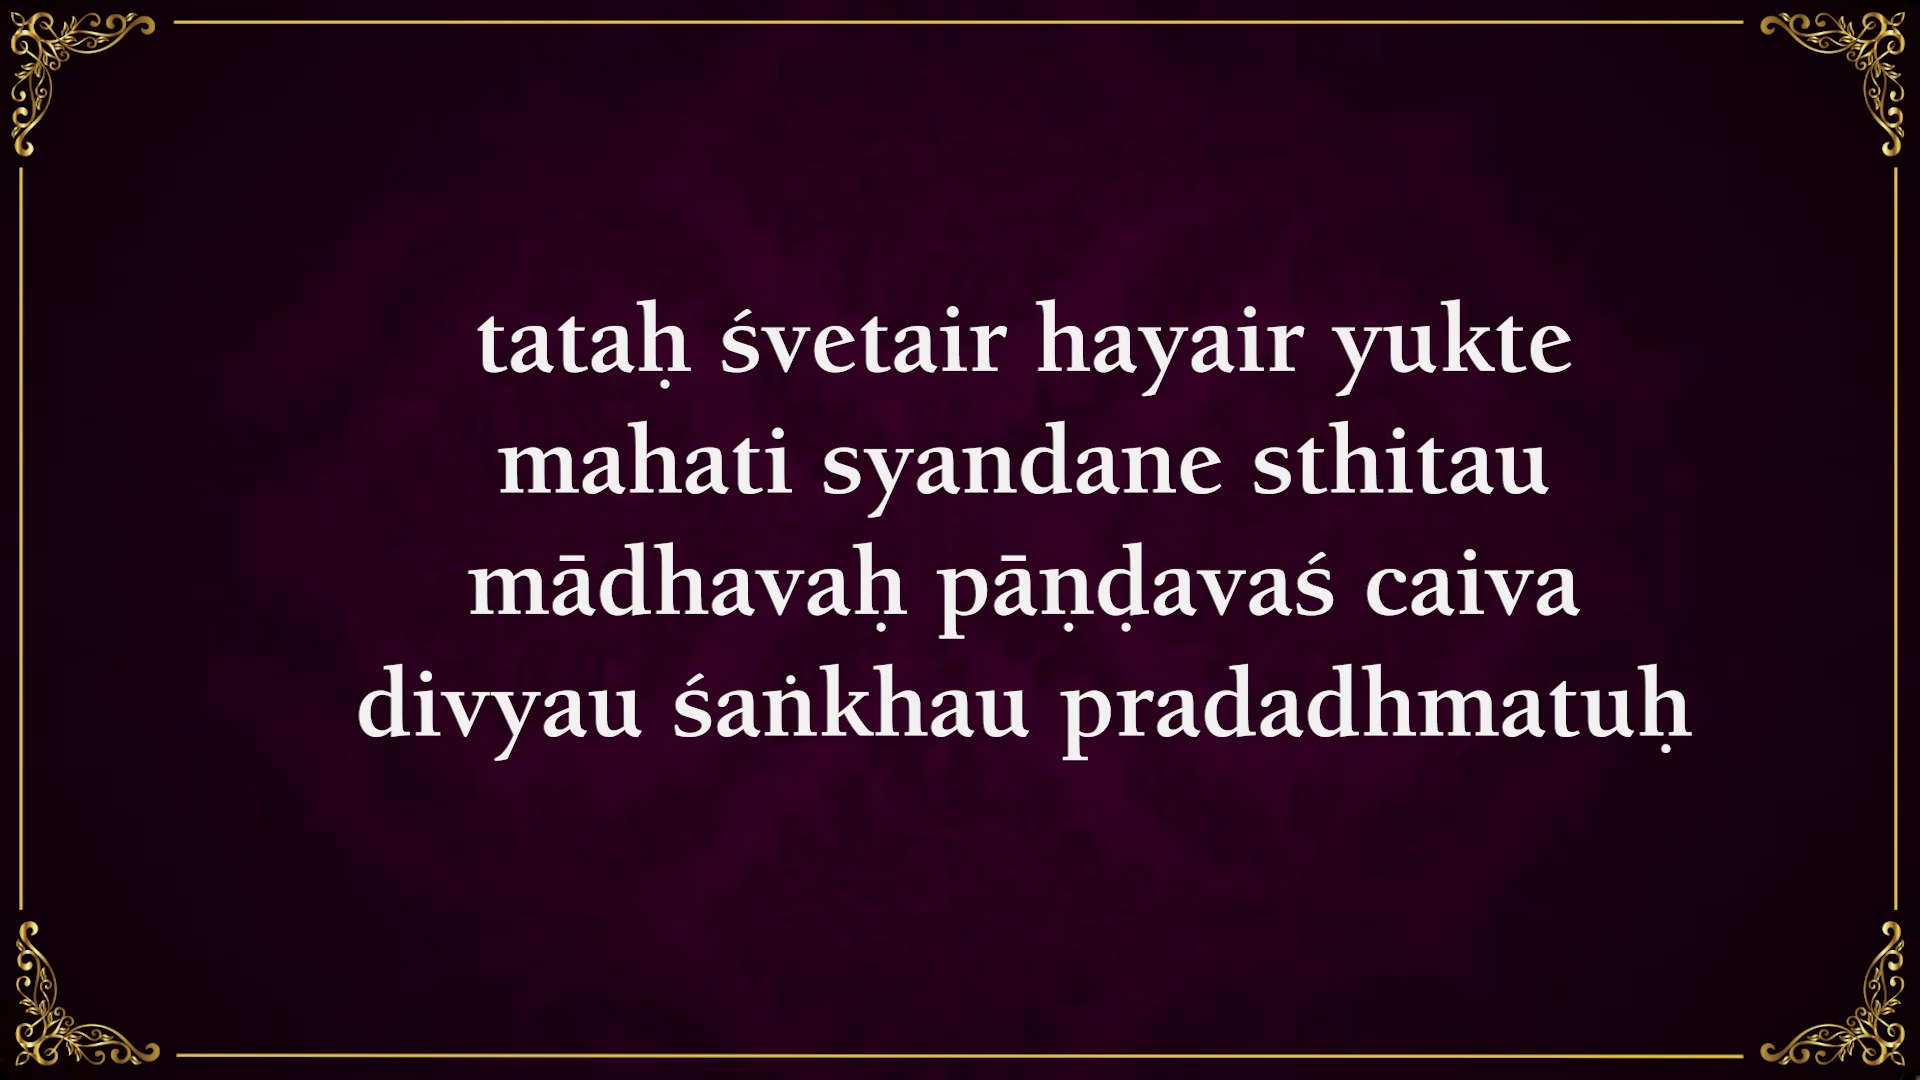 tataḥ śvetair hayair yukte
mahati syandane sthitau
mādhavaḥ pāṇḍavaś caiva
divyau śaṅkhau pradadhmatuḥ